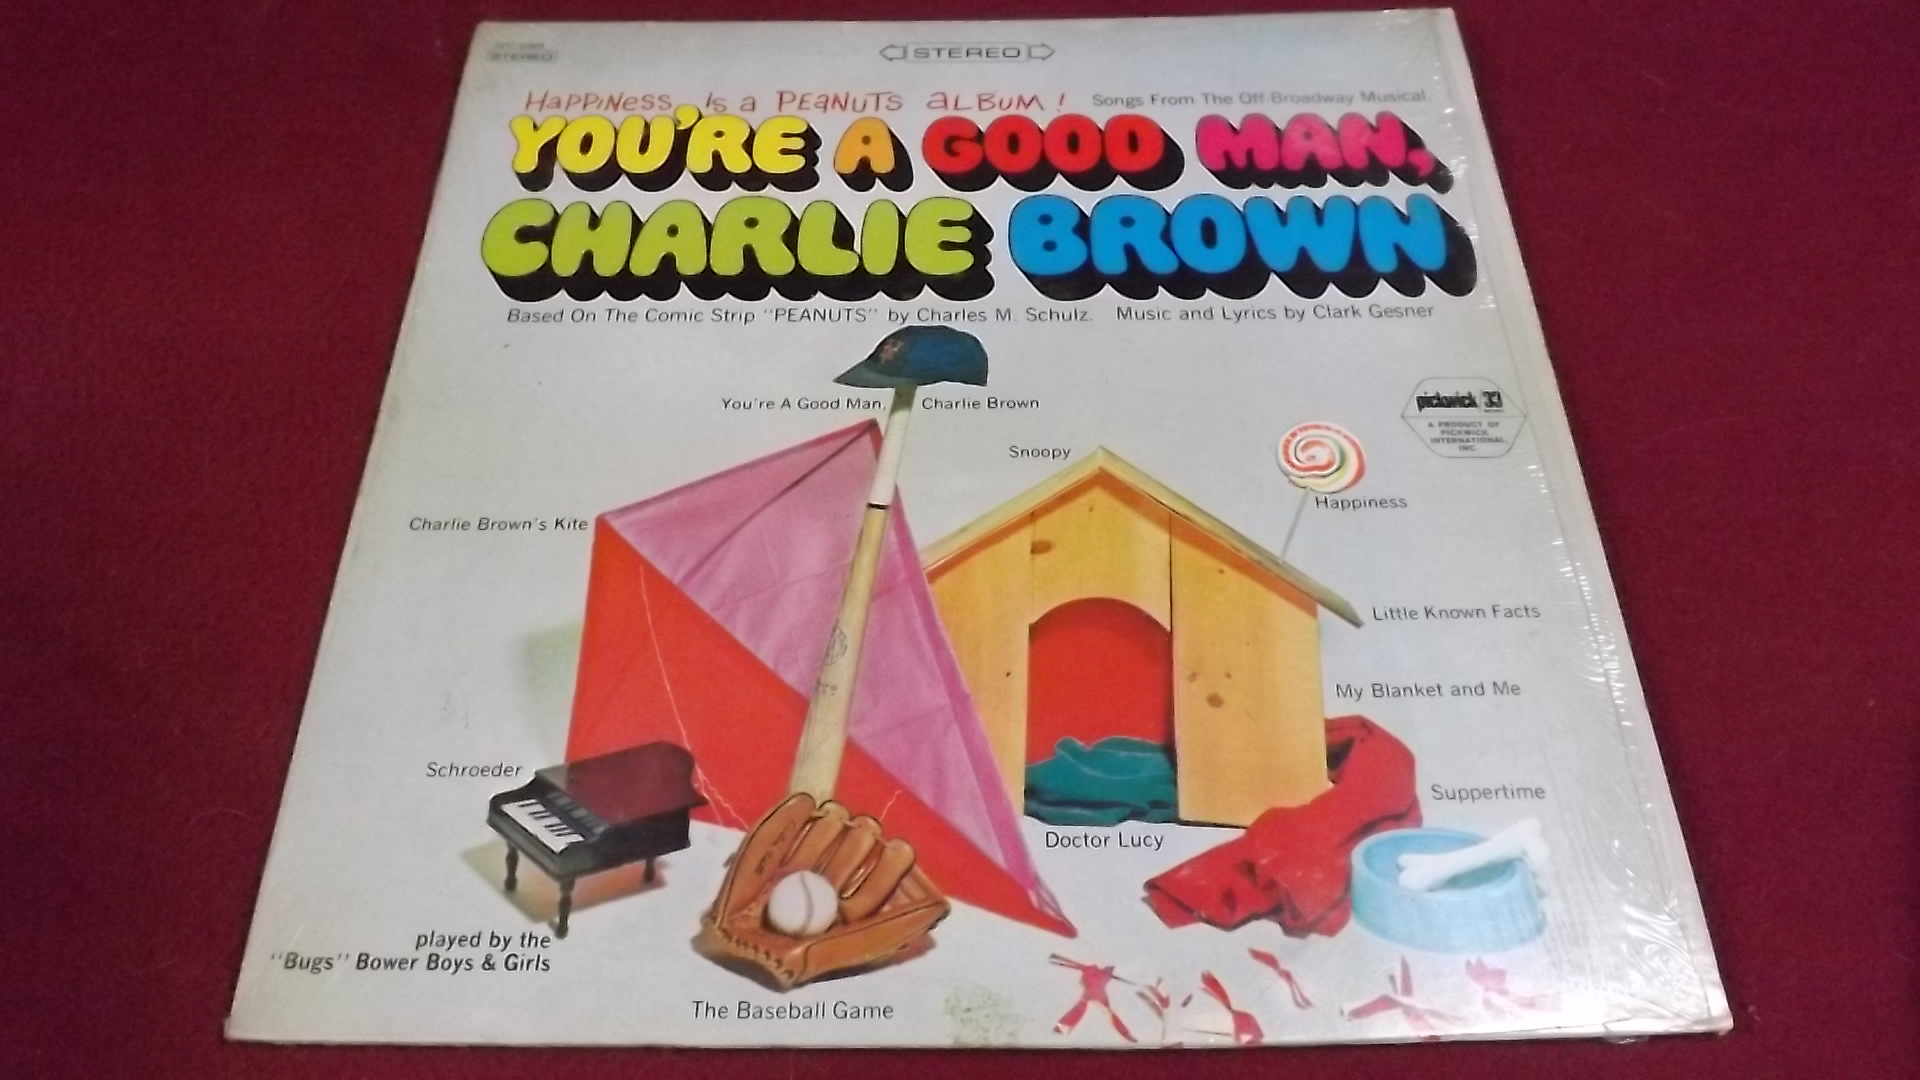 STEREO
STEREO
HaPPiNess Is a PEaNUTS aLBUM! Songs From The Off-Broadway Musical,
YOU'RE A GOOD MAN,
CHARLIE BROWN
Based On The Comic Strip "PEANUTS" by Charles M. Schulz. Music and Lyrics by Clark Gesner
You're A Good Man, Charlie Brown
pickwick 33
A PRODUCT OF
PICKWICK
INTERNATIONAL,
INC.
Snoopy
Happiness
Charlie Brown's Kite
Little Known Facts
My Blanket and Me
Schroeder
Suppertime
Doctor Lucy
played by the
"Bugs" Bower Boys & Girls
The Baseball Game